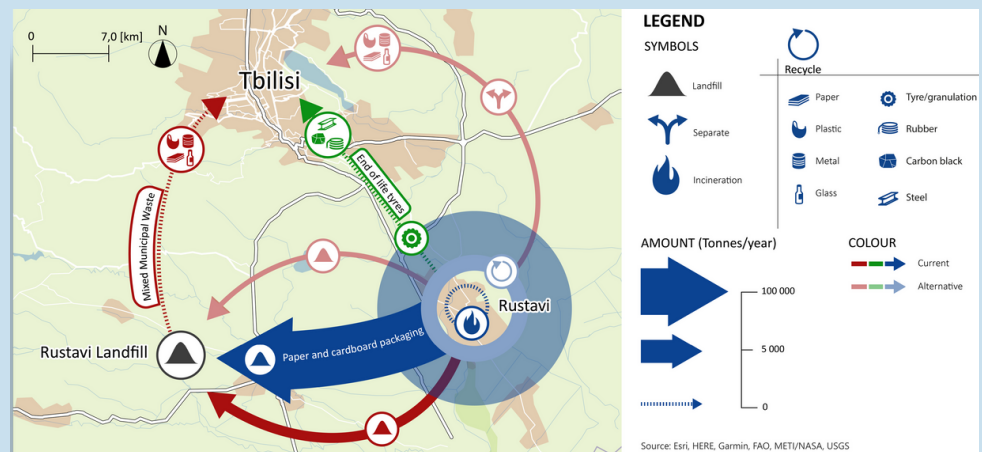 0
7,0 [km]
N
Tbilisi
Mixed Municipal Waste
End of life tyres
Rustavi
Rustavi Landfill
Paper and cardboard packaging
LEGEND
SYMBOLS
Landfill
Separate
Incineration
Recycle
Paper
Plastic
Metal
Glass
Tyre/granulation
Rubber
Carbon black
Steel
AMOUNT (Tonnes/year)
100 000
5 000
0
COLOUR
Current
Alternative
Source: Esri, HERE, Garmin, FAO, METI/NASA, USGS